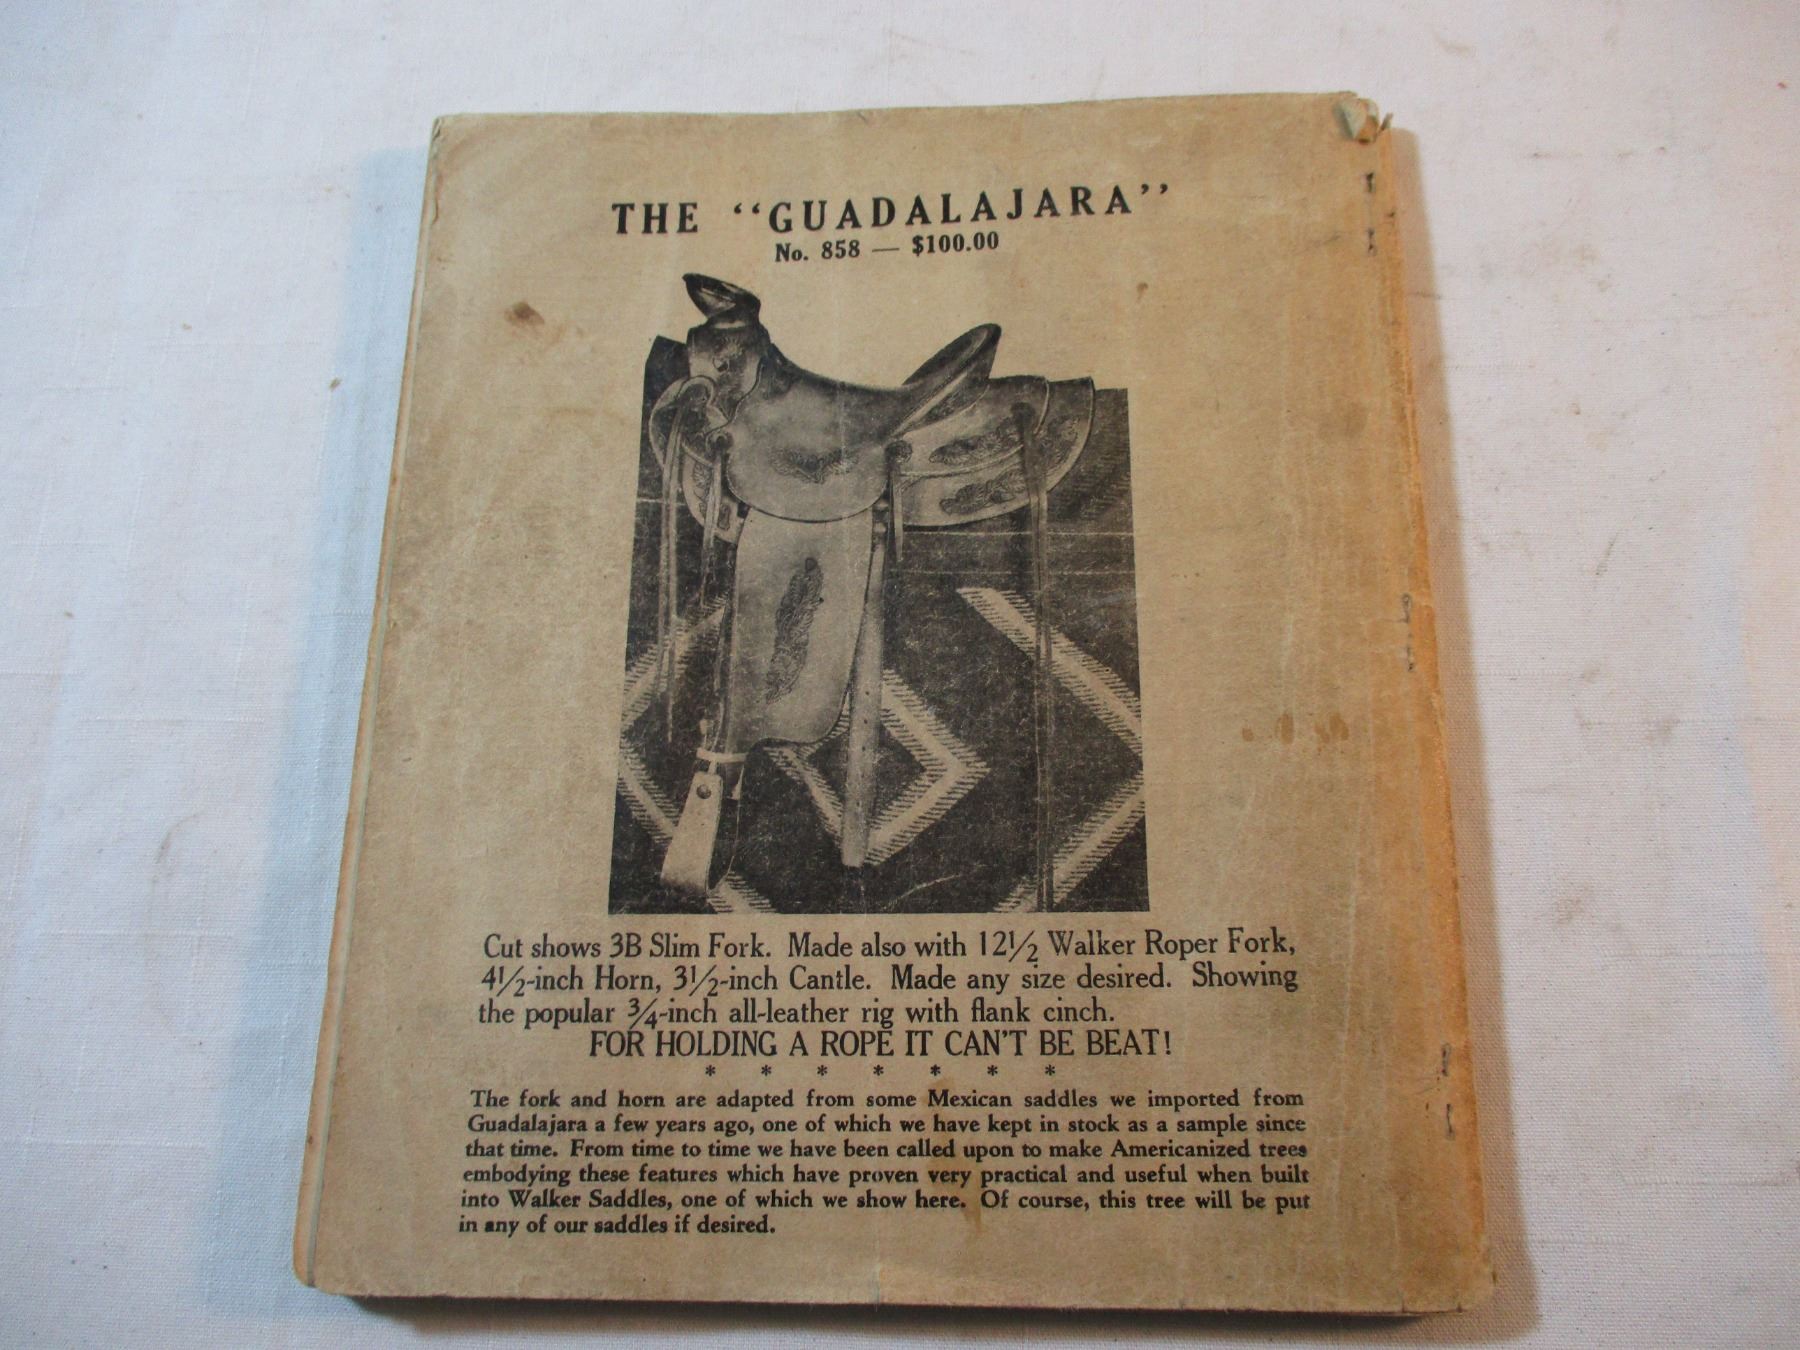 THE “GUADALAJARA”
No. 858 — $100.00
Cut shows 3B Slim Fork. Made also with 12½ Walker Roper Fork,
4½-inch Horn, 3½-inch Cantle. Made any size desired. Showing
the popular ¾-inch all-leather rig with flank cinch.
FOR HOLDING A ROPE IT CAN'T BE BEAT!
* * * * * * *
The fork and horn are adapted from some Mexican saddles we imported from
Guadalajara a few years ago, one of which we have kept in stock as a sample since
that time. From time to time we have been called upon to make Americanized trees
embodying these features which have proven very practical and useful when built
into Walker Saddles, one of which we show here. Of course, this tree will be put
in any of our saddles if desired.